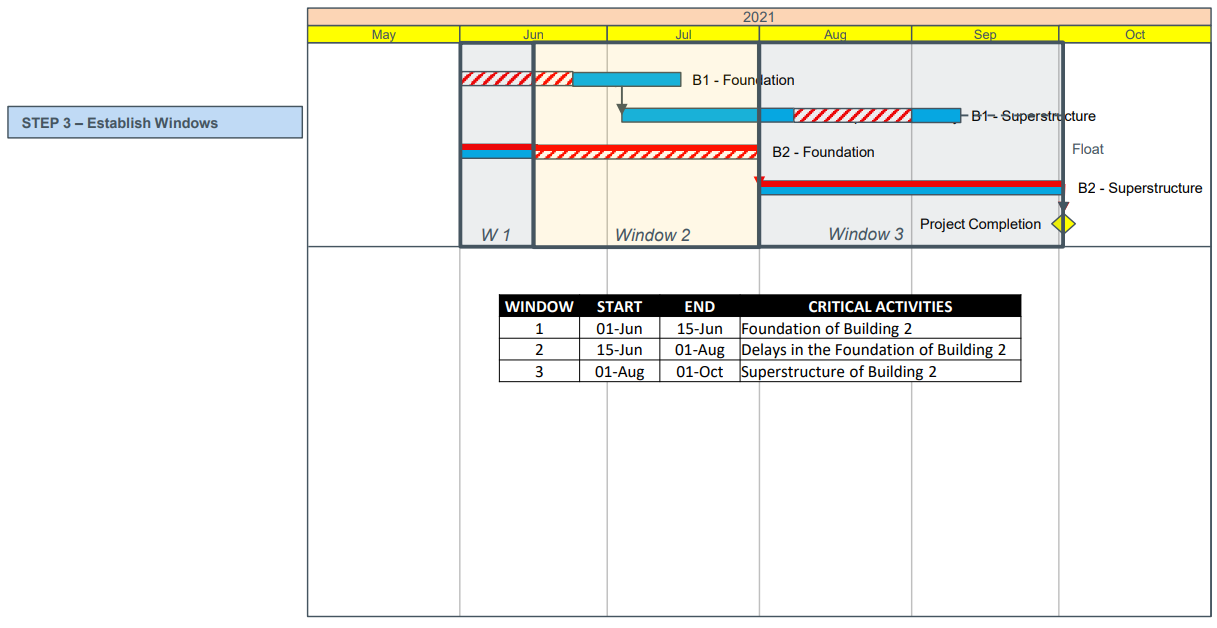 2021
May Jun Jul Aug Sep Oct
B1 - Foundation
B1 - Superstructure
STEP 3 – Establish Windows
B2 - Foundation
Float
B2 - Superstructure
Project Completion
W 1 Window 2 Window 3
WINDOW START END CRITICAL ACTIVITIES
1 01-Jun 15-Jun Foundation of Building 2
2 15-Jun 01-Aug Delays in the Foundation of Building 2
3 01-Aug 01-Oct Superstructure of Building 2